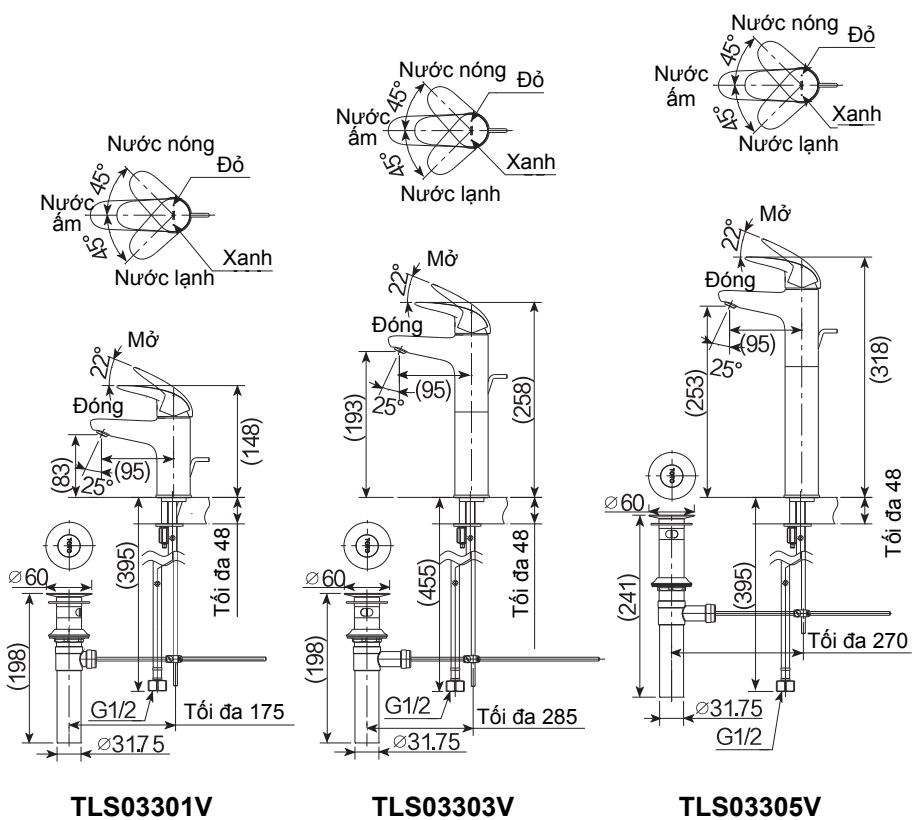 Nước nóng
Đỏ
45°
Nước
ấm
45°
Xanh
Nước lạnh
Mở
22°
Đóng
25°
(95)
(83)
(148)
TOTO
∅60
(395)
Tối đa 48
(198)
G1/2
Tối đa 175
∅31.75
TLS03301V
Nước nóng
Đỏ
45°
Nước
ấm
45°
Xanh
Nước lạnh
Mở
22°
Đóng
25°
(95)
(193)
(258)
TOTO
∅60
(455)
Tối đa 48
(198)
G1/2
Tối đa 285
∅31.75
TLS03303V
Nước nóng
Đỏ
45°
Nước
ấm
45°
Xanh
Nước lạnh
Mở
22°
Đóng
25°
(95)
(253)
(318)
TOTO
∅60
(395)
Tối đa 48
(241)
Tối đa 270
∅31.75
G1/2
TLS03305V